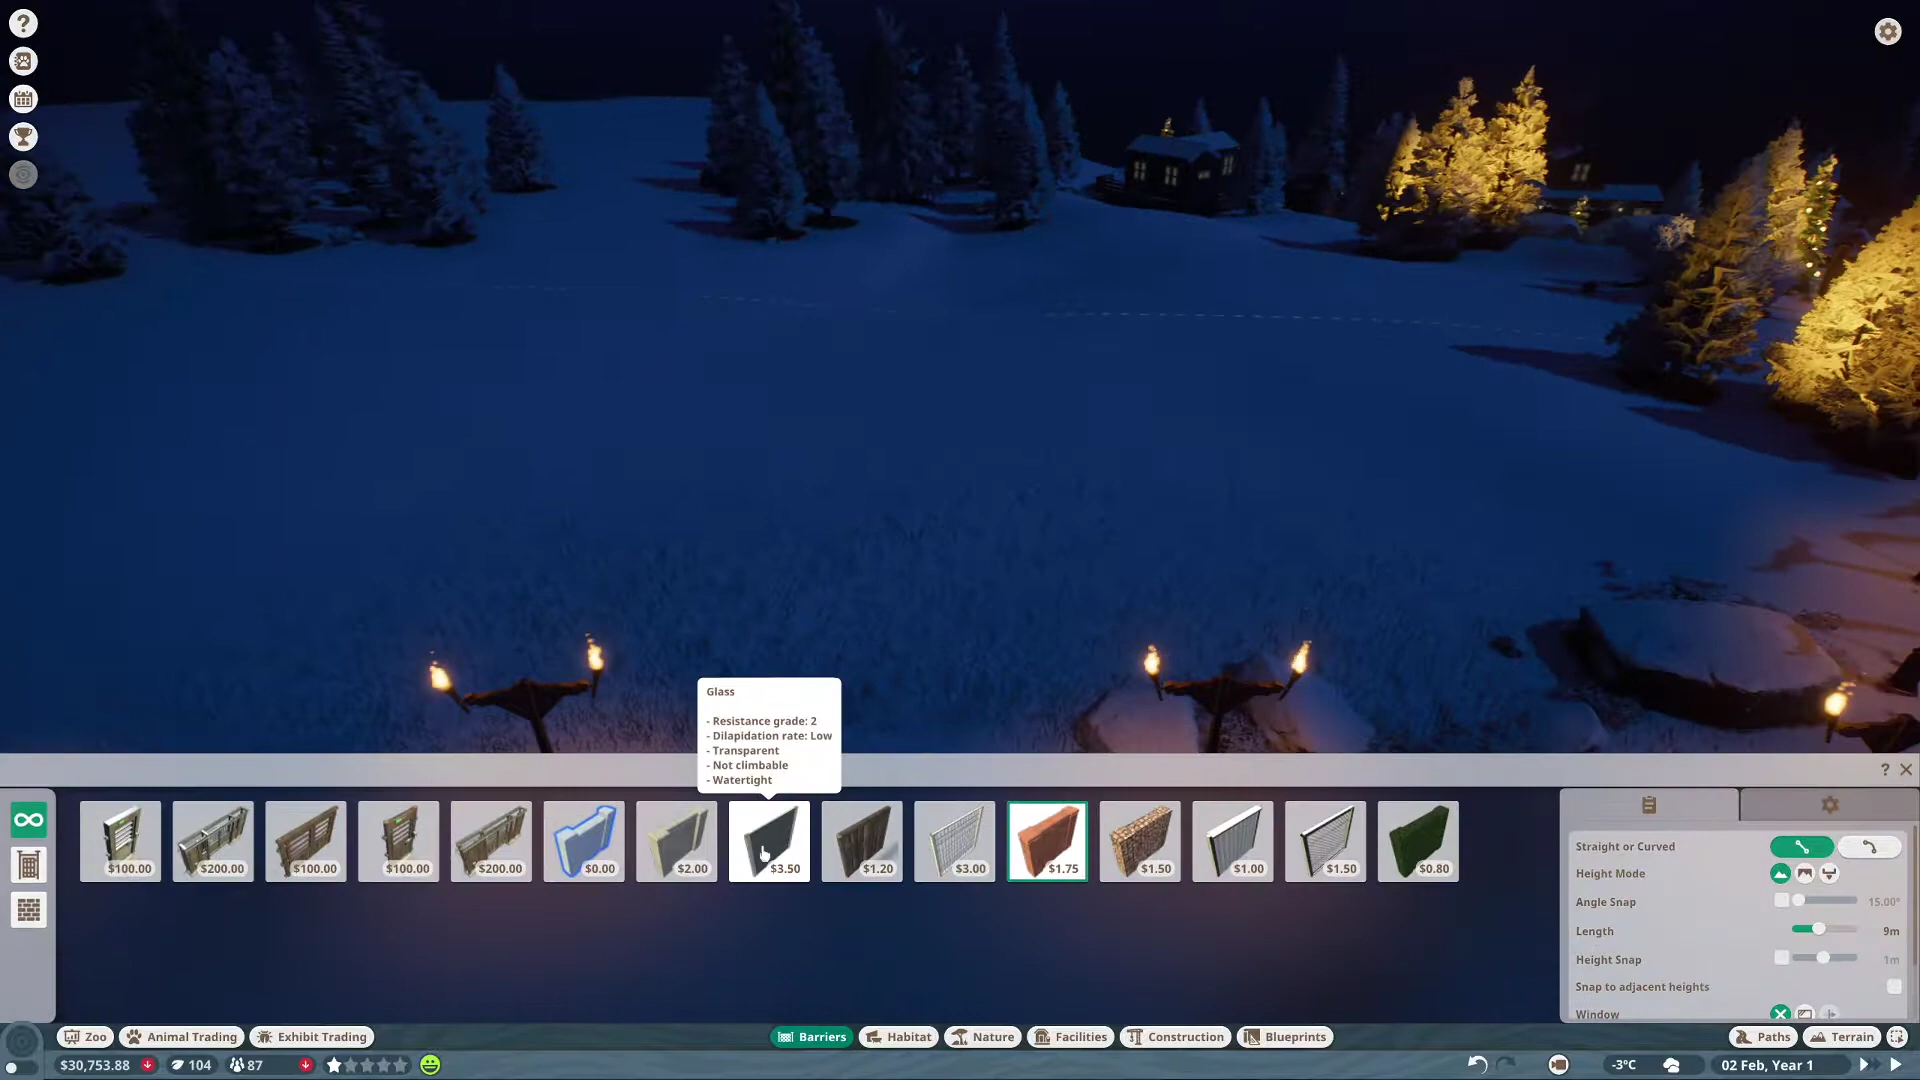 Glass
- Resistance grade: 2
- Dilapidation rate: Low
- Transparent
- Not climbable
- Watertight
?
?
$100.00
$200.00
$100.00
$100.00
$200.00
$0.00
$2.00
$3.50
$1.20
$3.00
$1.75
$1.50
$1.00
$1.50
$0.80
Straight or Curved
Height Mode
Angle Snap 15.00°
Length 9m
Height Snap 1m
Snap to adjacent heights
Window
Zoo
Animal Trading
Exhibit Trading
Barriers
Habitat
Nature
Facilities
Construction
Blueprints
Paths
Terrain
$30,753.88
104
87
-3°C
02 Feb, Year 1